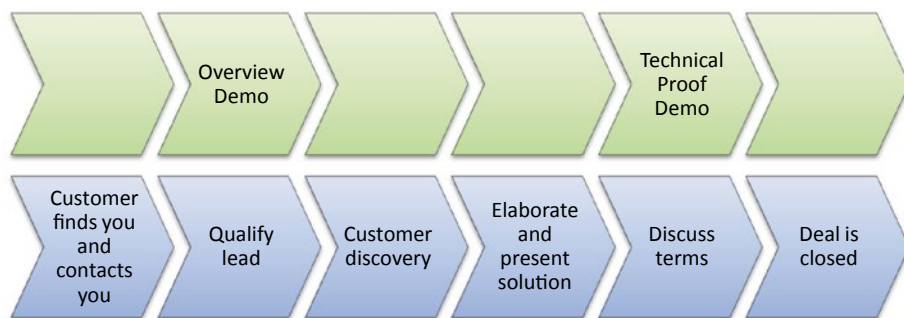 Overview
Demo
Technical
Proof
Demo
Customer
finds you
and
contacts
you
Qualify
lead
Customer
discovery
Elaborate
and
present
solution
Discuss
terms
Deal is
closed